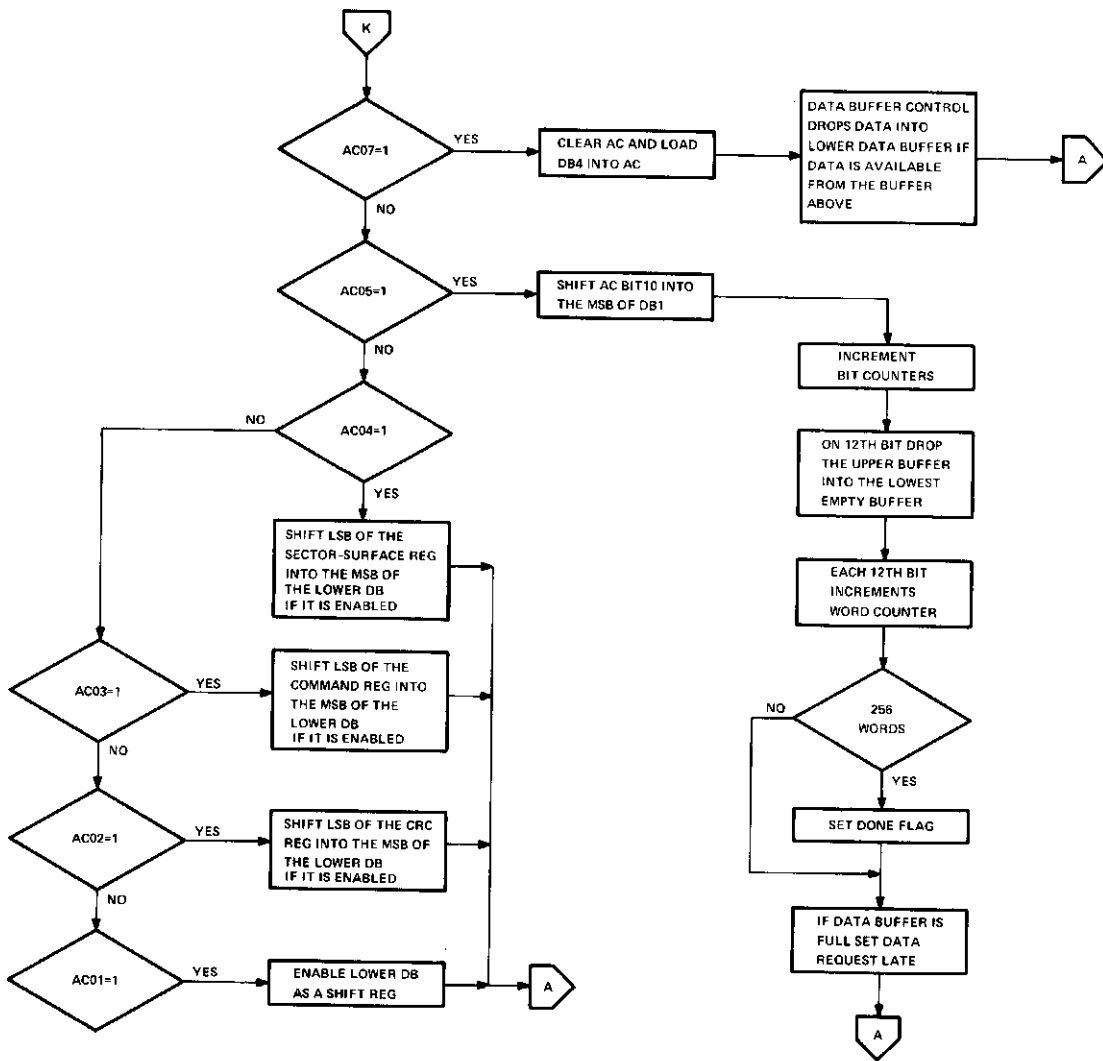 K
AC07=1
YES
NO
CLEAR AC AND LOAD
DB4 INTO AC
DATA BUFFER CONTROL
DROPS DATA INTO
LOWER DATA BUFFER IF
DATA IS AVAILABLE
FROM THE BUFFER
ABOVE
A
AC05=1
YES
NO
SHIFT AC BIT10 INTO
THE MSB OF DB1
INCREMENT
BIT COUNTERS
ON 12TH BIT DROP
THE UPPER BUFFER
INTO THE LOWEST
EMPTY BUFFER
EACH 12TH BIT
INCREMENTS
WORD COUNTER
256
WORDS
NO
YES
SET DONE FLAG
IF DATA BUFFER IS
FULL SET DATA
REQUEST LATE
A
AC04=1
NO
YES
SHIFT LSB OF THE
SECTOR-SURFACE REG
INTO THE MSB OF
THE LOWER DB
IF IT IS ENABLED
AC03=1
YES
NO
SHIFT LSB OF THE
COMMAND REG INTO
THE MSB OF THE
LOWER DB
IF IT IS ENABLED
AC02=1
YES
NO
SHIFT LSB OF THE CRC
REG INTO THE MSB OF
THE LOWER DB
IF IT IS ENABLED
AC01=1
YES
ENABLE LOWER DB
AS A SHIFT REG
A